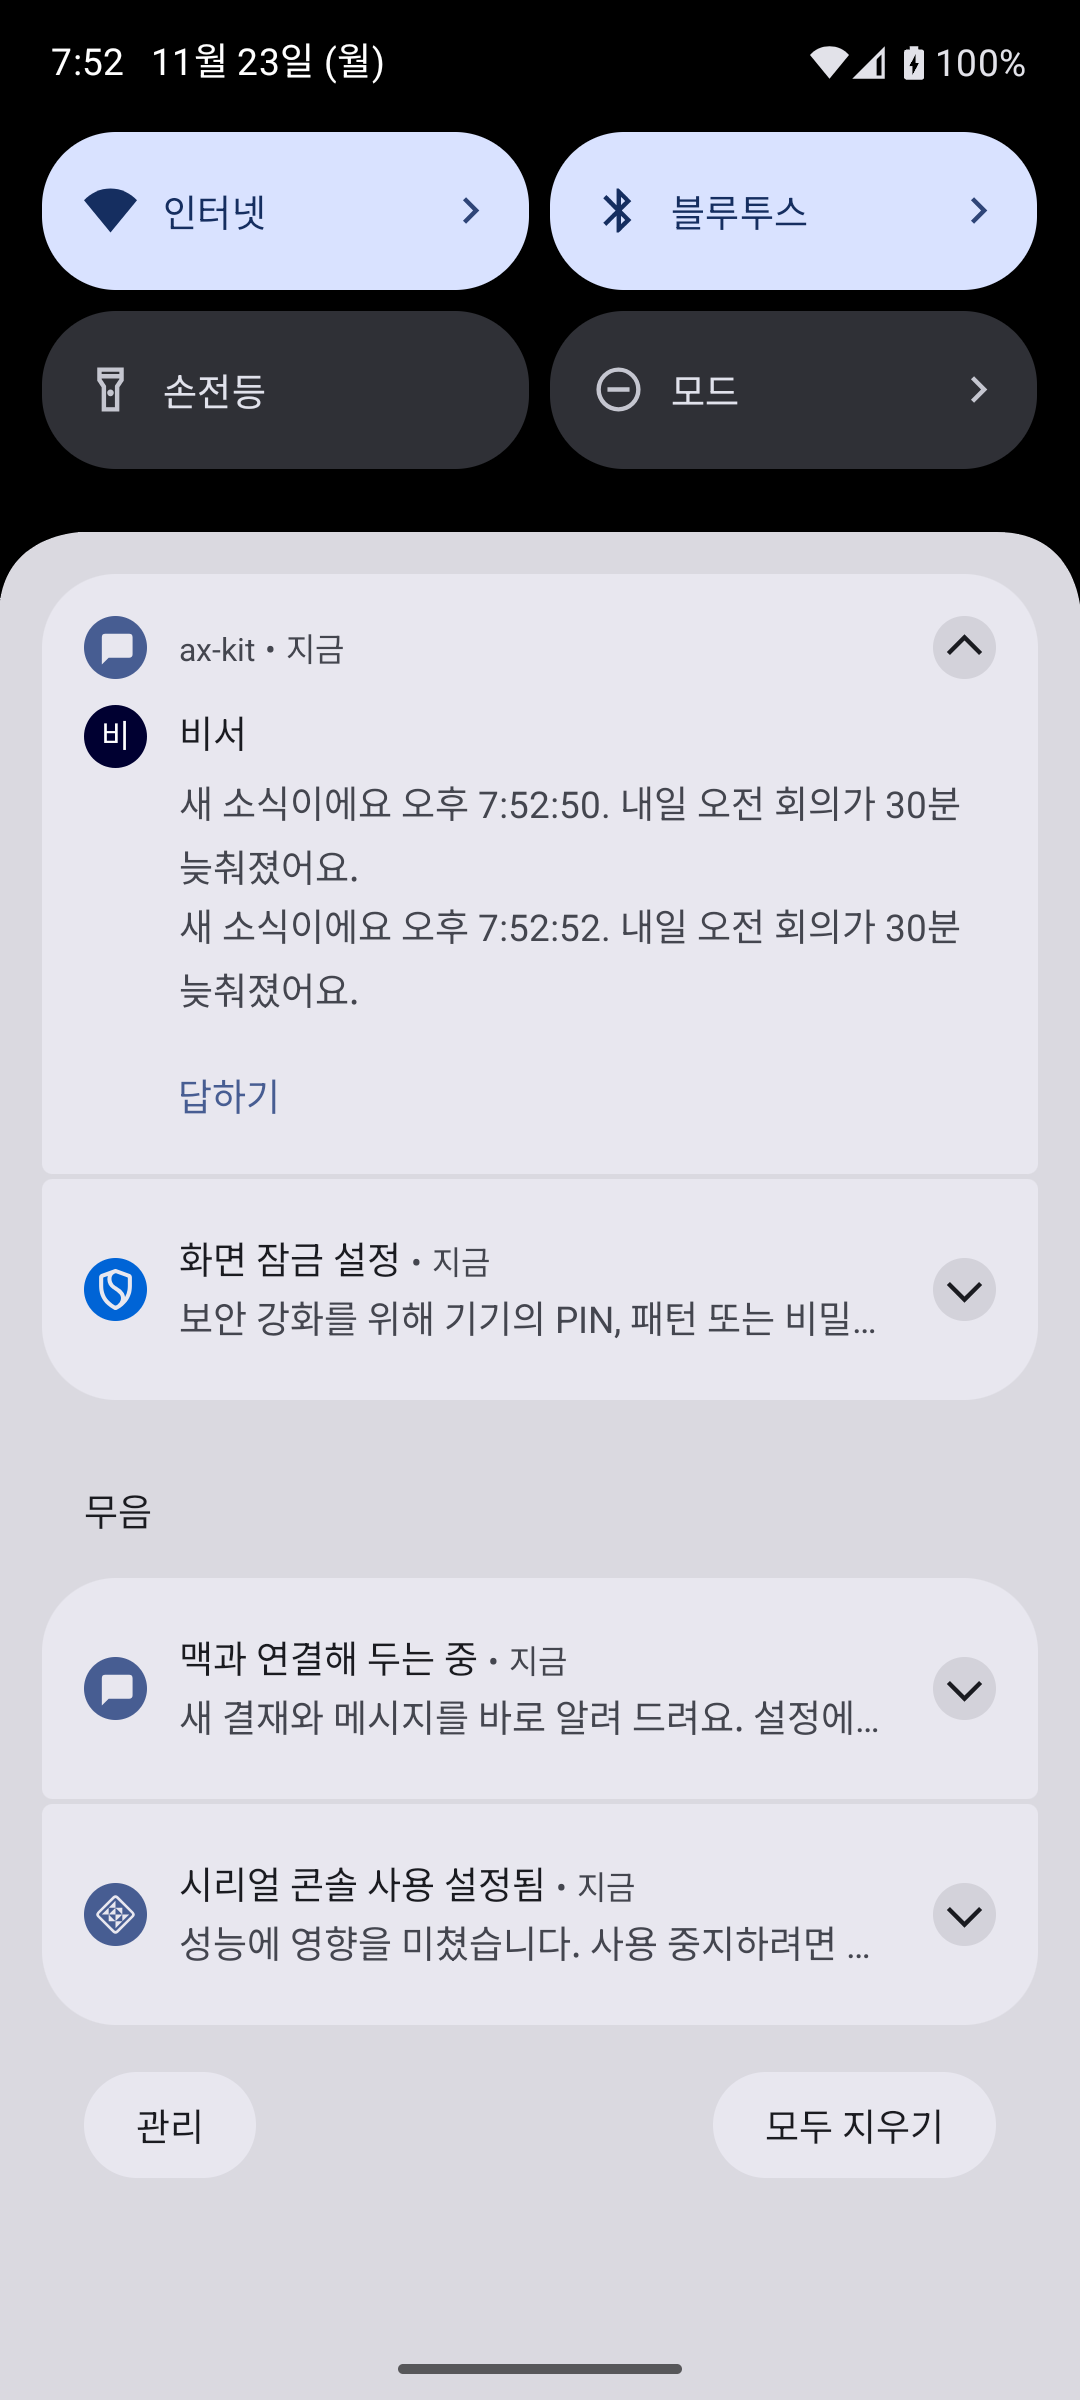 7:52 11월 23일 (월) 100%
인터넷
블루투스
손전등
모드
ax-kit • 지금
비 비서
새 소식이에요 오후 7:52:50. 내일 오전 회의가 30분
늦춰졌어요.
새 소식이에요 오후 7:52:52. 내일 오전 회의가 30분
늦춰졌어요.
답하기
화면 잠금 설정 • 지금
보안 강화를 위해 기기의 PIN, 패턴 또는 비밀...
무음
맥과 연결해 두는 중 • 지금
새 결재와 메시지를 바로 알려 드려요. 설정에...
시리얼 콘솔 사용 설정됨 • 지금
성능에 영향을 미쳤습니다. 사용 중지하려면 ...
관리
모두 지우기